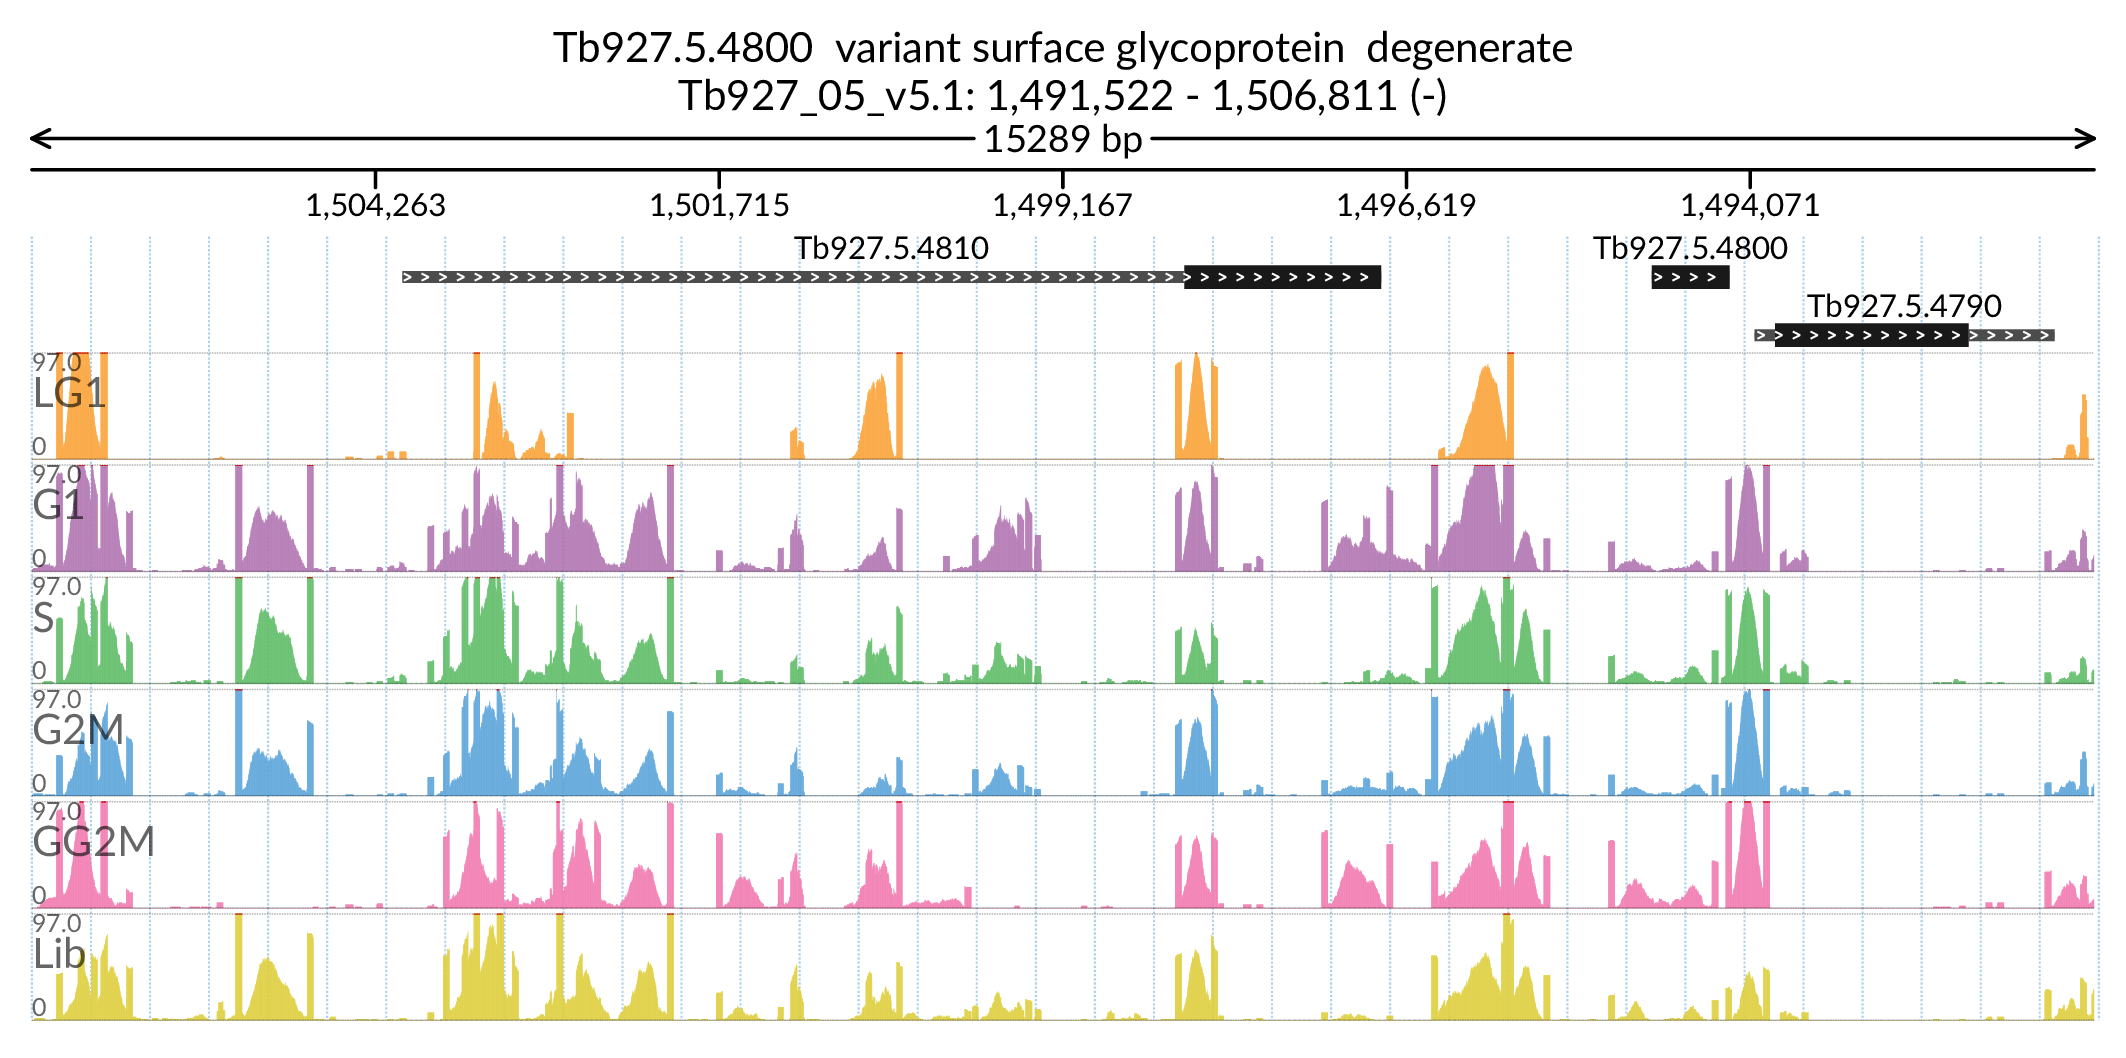 Tb927.5.4800 variant surface glycoprotein degenerate
Tb927_05_v5.1: 1,491,522 - 1,506,811 (-)
15289 bp
1,504,263 1,501,715 1,499,167 1,496,619 1,494,071
Tb927.5.4810 Tb927.5.4800
Tb927.5.4790
97.0
LG1
0
97.0
G1
0
97.0
S
0
97.0
G2M
0
97.0
GG2M
0
97.0
Lib
0